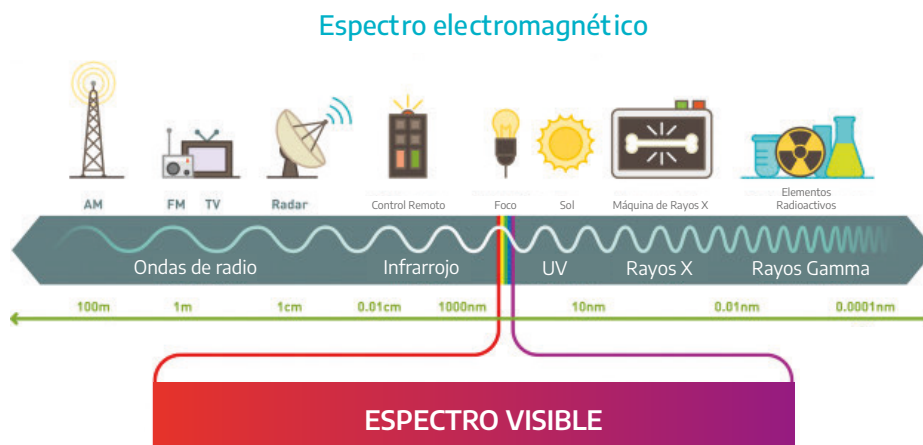 Espectro electromagnético
AM FM TV Radar Control Remoto Foco Sol Máquina de Rayos X Elementos
Radioactivos
Ondas de radio Infrarrojo UV Rayos X Rayos Gamma
100m 1m 1cm 0.01cm 1000nm 10nm 0.01nm 0.0001nm
ESPECTRO VISIBLE